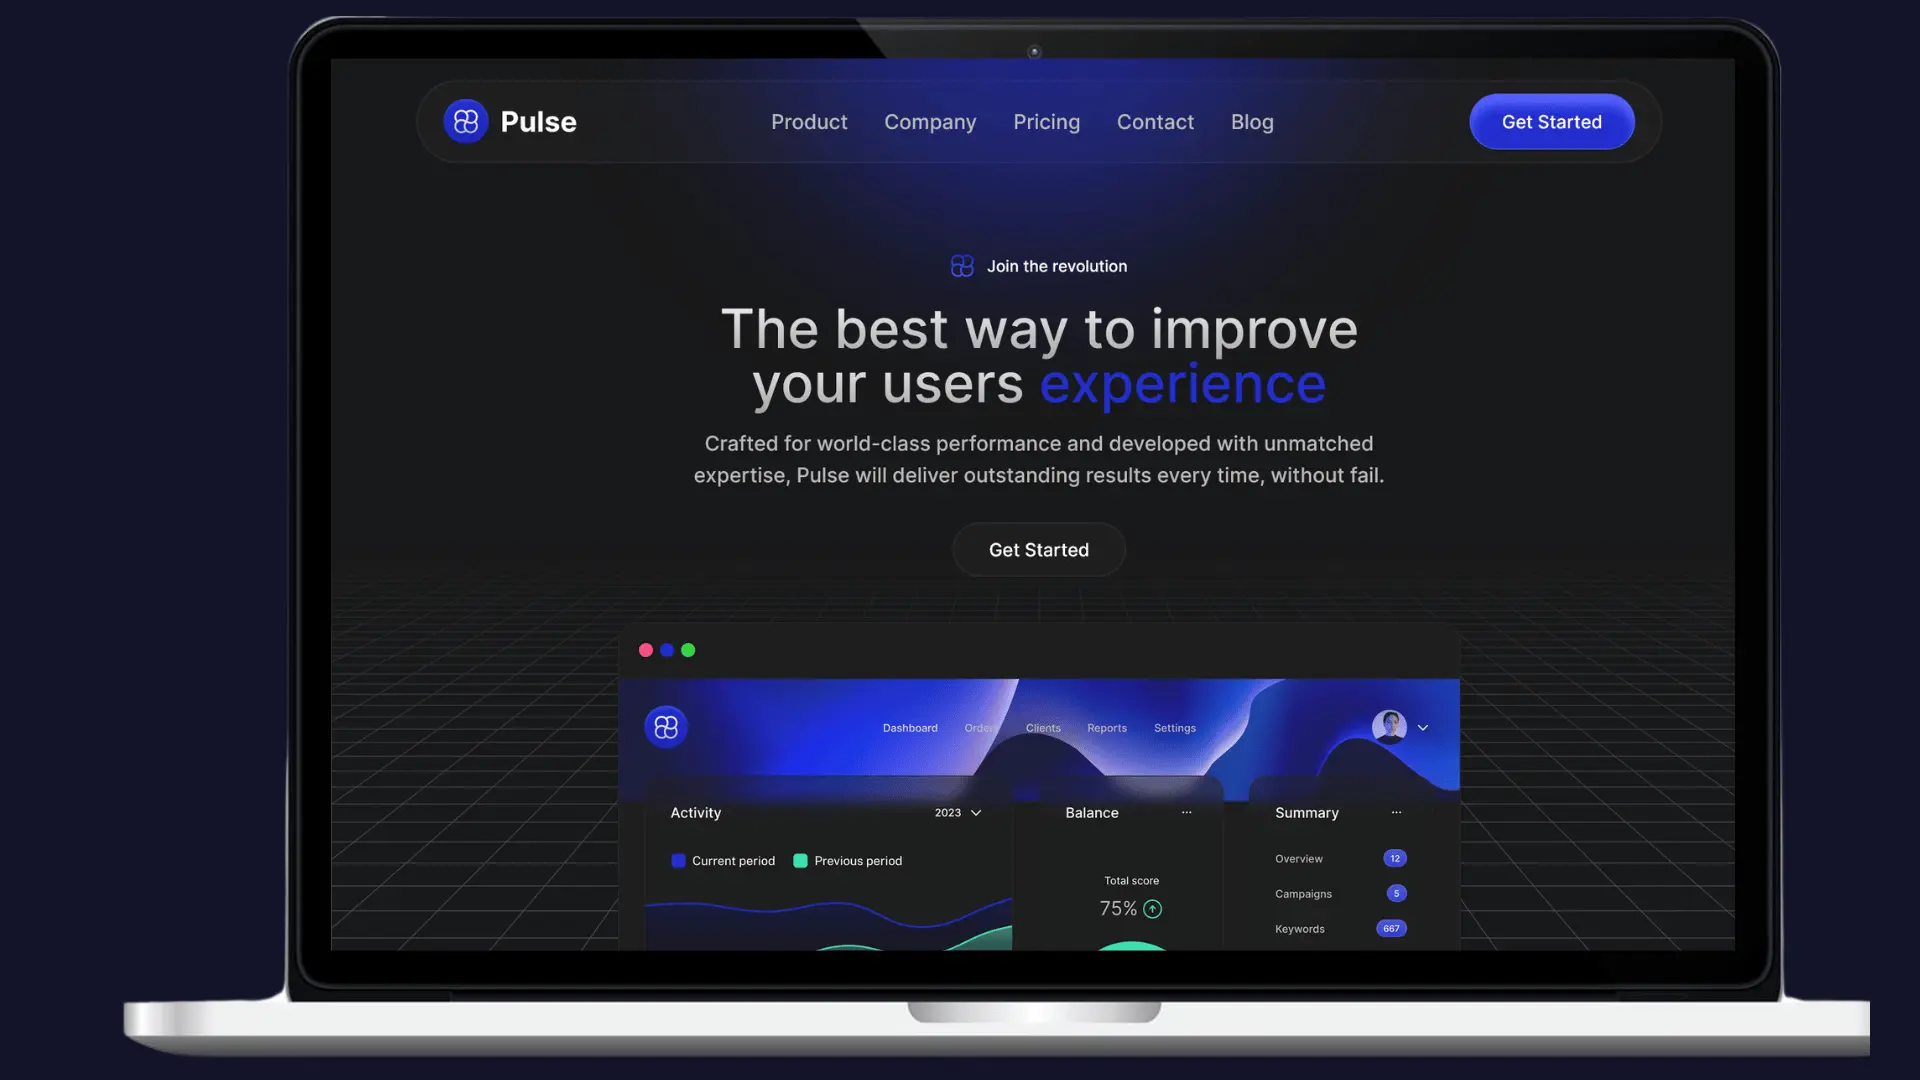 Pulse
Product
Company
Pricing
Contact
Blog
Get Started
Join the revolution
The best way to improve
your users experience
Crafted for world-class performance and developed with unmatched
expertise, Pulse will deliver outstanding results every time, without fail.
Get Started
Dashboard
Clients
Reports
Settings
Activity
2023
Current period
Previous period
Balance
Total score
75%
Summary
Overview
12
Campaigns
5
Keywords
667